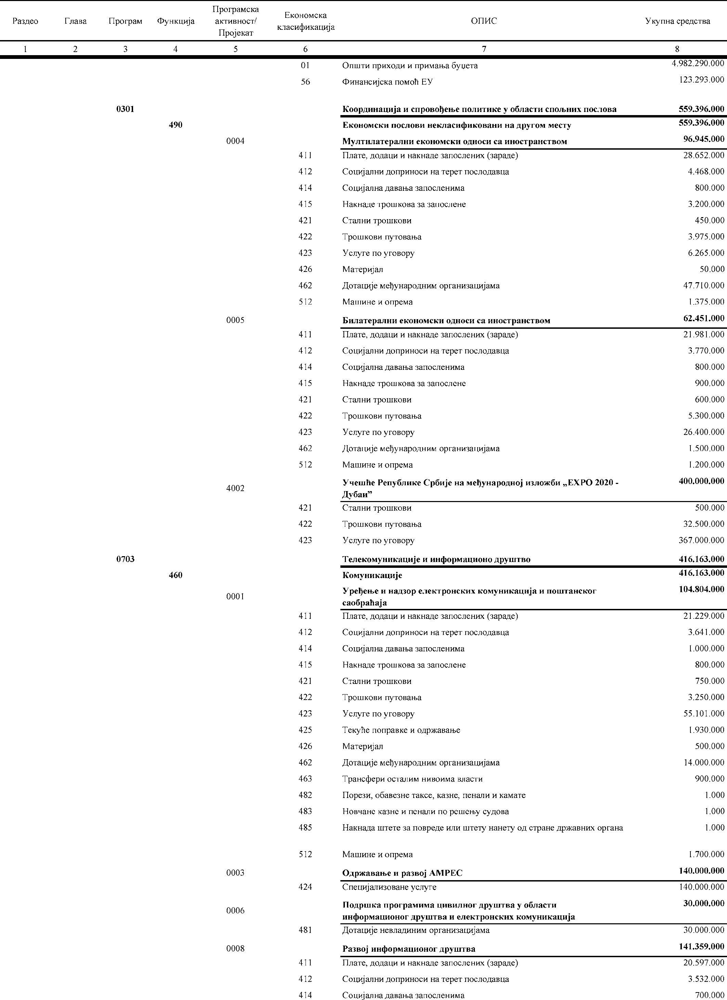 Раздео Глава Програм Функција Програмска активност/ Пројекат Економска класификација ОПИС Укупна средства
1 2 3 4 5 6 7 8
01 Општи приходи и примања буџета 4.982.290.000
56 Финансијска помоћ ЕУ 123.293.000
0301 Координација и спровођење политике у области спољних послова 559.396.000
490 Економски послови некласификовани на другом месту 559.396.000
0004 Мултилатерални економски односи са иностранством 96.945.000
411 Плате, додаци и накнаде запослених (зараде) 28.652.000
412 Социјални доприноси на терет послодавца 4.468.000
414 Социјална давања запосленима 800.000
415 Накнаде трошкова за запослене 3.200.000
421 Стални трошкови 450.000
422 Трошкови путовања 3.975.000
423 Услуге по уговору 6.265.000
426 Материјал 50.000
462 Дотације међународним организацијама 47.710.000
512 Машине и опрема 1.375.000
0005 Билатерални економски односи са иностранством 62.451.000
411 Плате, додаци и накнаде запослених (зараде) 21.981.000
412 Социјални доприноси на терет послодавца 3.770.000
414 Социјална давања запосленима 800.000
415 Накнаде трошкова за запослене 900.000
421 Стални трошкови 600.000
422 Трошкови путовања 5.300.000
423 Услуге по уговору 26.400.000
462 Дотације међународним организацијама 1.500.000
512 Машине и опрема 1.200.000
4002 Учешће Републике Србије на међународној изложби „EXPO 2020 - 400.000.000
Дубаи”
421 Стални трошкови 500.000
422 Трошкови путовања 32.500.000
423 Услуге по уговору 367.000.000
0703 Телекомуникације и информационо друштво 416.163.000
460 Комуникације 416.163.000
0001 Уређење и надзор електронских комуникација и поштанског 104.804.000
саобраћаја
411 Плате, додаци и накнаде запослених (зараде) 21.229.000
412 Социјални доприноси на терет послодавца 3.641.000
414 Социјална давања запосленима 1.000.000
415 Накнаде трошкова за запослене 800.000
421 Стални трошкови 750.000
422 Трошкови путовања 3.250.000
423 Услуге по уговору 55.101.000
425 Текуће поправке и одржавање 1.930.000
426 Материјал 500.000
462 Дотације међународним организацијама 14.000.000
463 Трансфери осталим нивоима власти 900.000
482 Порези, обавезне таксе, казне, пенали и камате 1.000
483 Новчане казне и пенали по решењу судова 1.000
485 Накнада штете за повреде или штету нанету од стране државних органа 1.000
512 Машине и опрема 1.700.000
0003 Одржавање и развој АМРЕС 140.000.000
424 Специјализоване услуге 140.000.000
0006 Подршка програмима цивилног друштва у области 30.000.000
информационог друштва и електронских комуникација
481 Дотације невладиним организацијама 30.000.000
0008 Развој информационог друштва 141.359.000
411 Плате, додаци и накнаде запослених (зараде) 20.597.000
412 Социјални доприноси на терет послодавца 3.532.000
414 Социјална давања запосленима 700.000